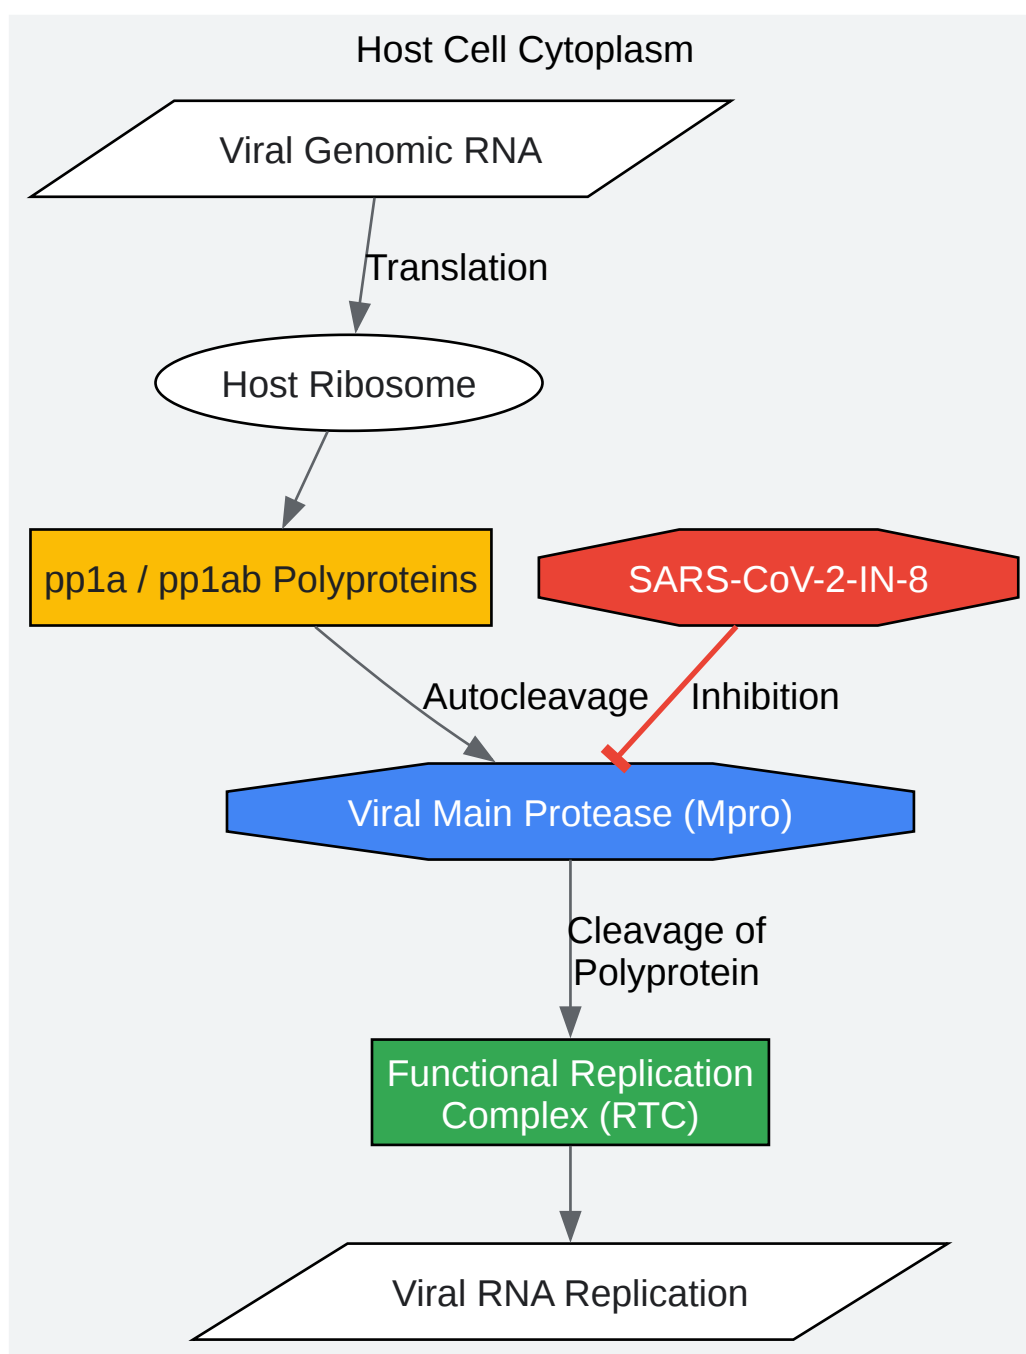 Host Cell Cytoplasm
Viral Genomic RNA
Translation
Host Ribosome
pp1a / pp1ab Polyproteins
SARS-CoV-2-IN-8
Autocleavage
Inhibition
Viral Main Protease (Mpro)
Cleavage of
Polyprotein
Functional Replication
Complex (RTC)
Viral RNA Replication